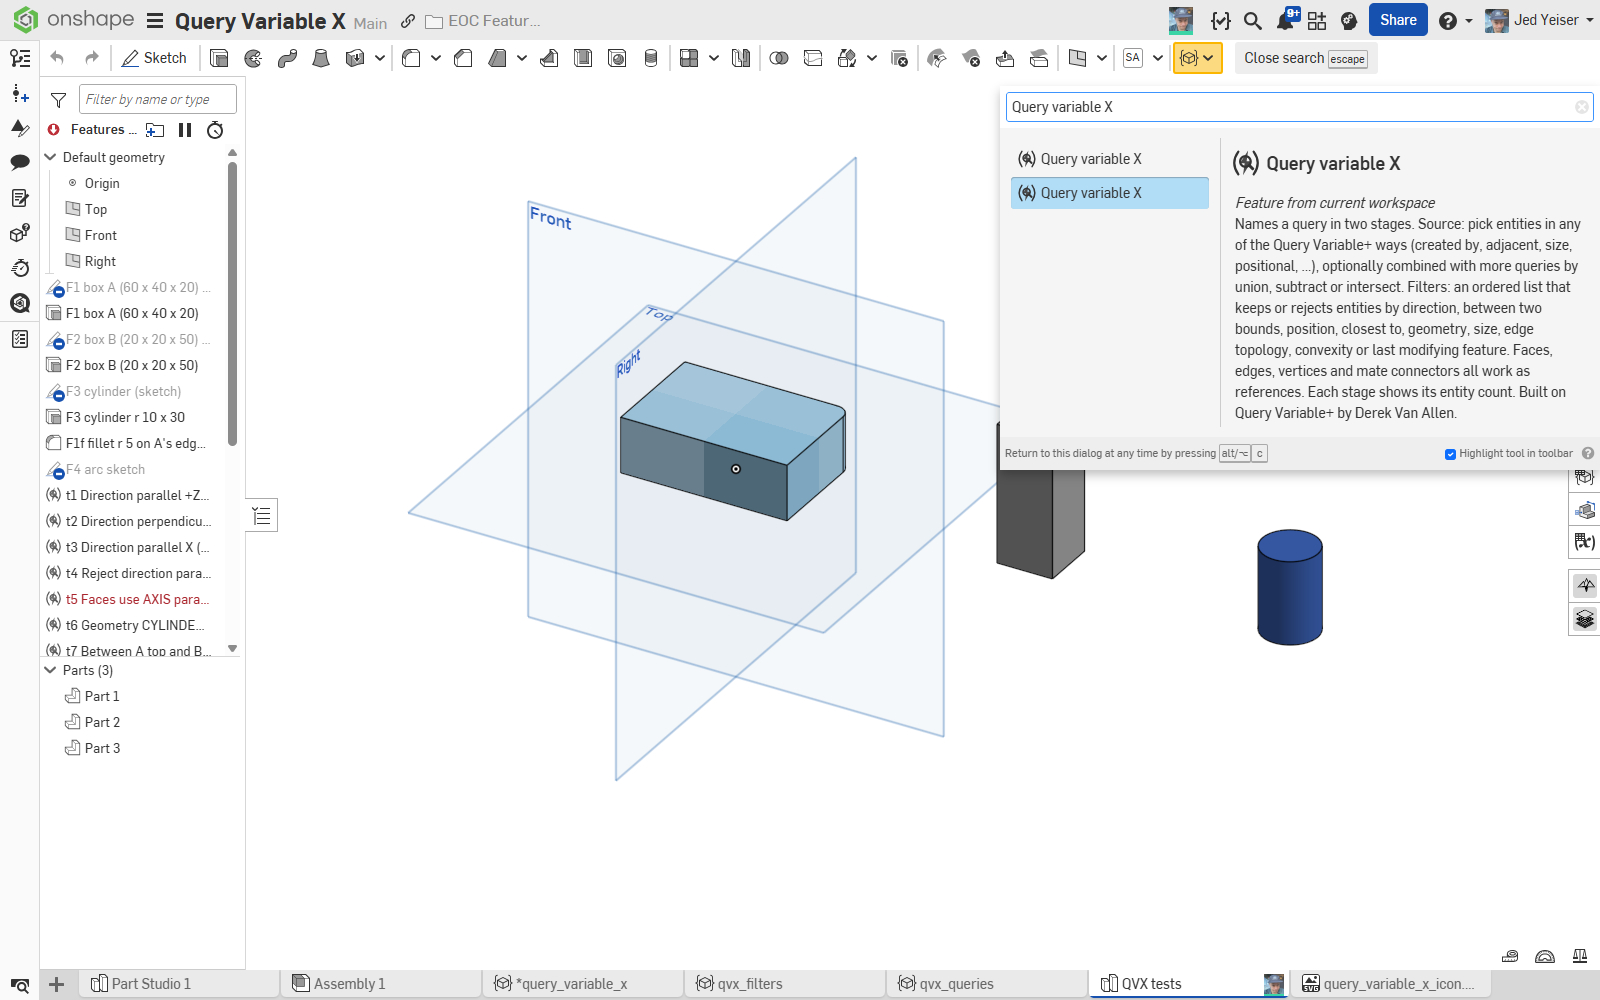 onshape
Query Variable X
Main
EOC Featur...
9+
Share
Jed Yeiser
Sketch
SA
Close search escape
Filter by name or type
Features ...
Default geometry
Origin
Top
Front
Right
F1 box A (60 x 40 x 20) ...
F1 box A (60 x 40 x 20)
F2 box B (20 x 20 x 50) ...
F2 box B (20 x 20 x 50)
F3 cylinder (sketch)
F3 cylinder r 10 x 30
F1f fillet r 5 on A's edg...
F4 arc sketch
t1 Direction parallel +Z...
t2 Direction perpendicu...
t3 Direction parallel X (...
t4 Reject direction para...
t5 Faces use AXIS para...
t6 Geometry CYLINDE...
t7 Between A top and B...
Parts (3)
Part 1
Part 2
Part 3
Front
Top
Right
Query variable X
Query variable X
Query variable X
Query variable X
Feature from current workspace
Names a query in two stages. Source: pick entities in any
of the Query Variable+ ways (created by, adjacent, size,
positional, ...), optionally combined with more queries by
union, subtract or intersect. Filters: an ordered list that
keeps or rejects entities by direction, between two
bounds, position, closest to, geometry, size, edge
topology, convexity or last modifying feature. Faces,
edges, vertices and mate connectors all work as
references. Each stage shows its entity count. Built on
Query Variable+ by Derek Van Allen.
Return to this dialog at any time by pressing alt/⌥ c
Highlight tool in toolbar
Part Studio 1
Assembly 1
*query_variable_x
qvx_filters
qvx_queries
QVX tests
SVG
query_variable_x_icon....